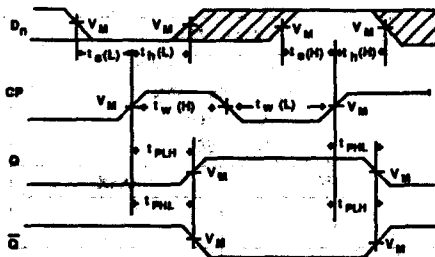 Dn VM VM VM VM
ts(L) th(L) ts(H) th(H)
CP VM tw(H) tw(L) VM
tPLH tPHL
Q VM VM
tPHL tPLH
Q̅ VM VM